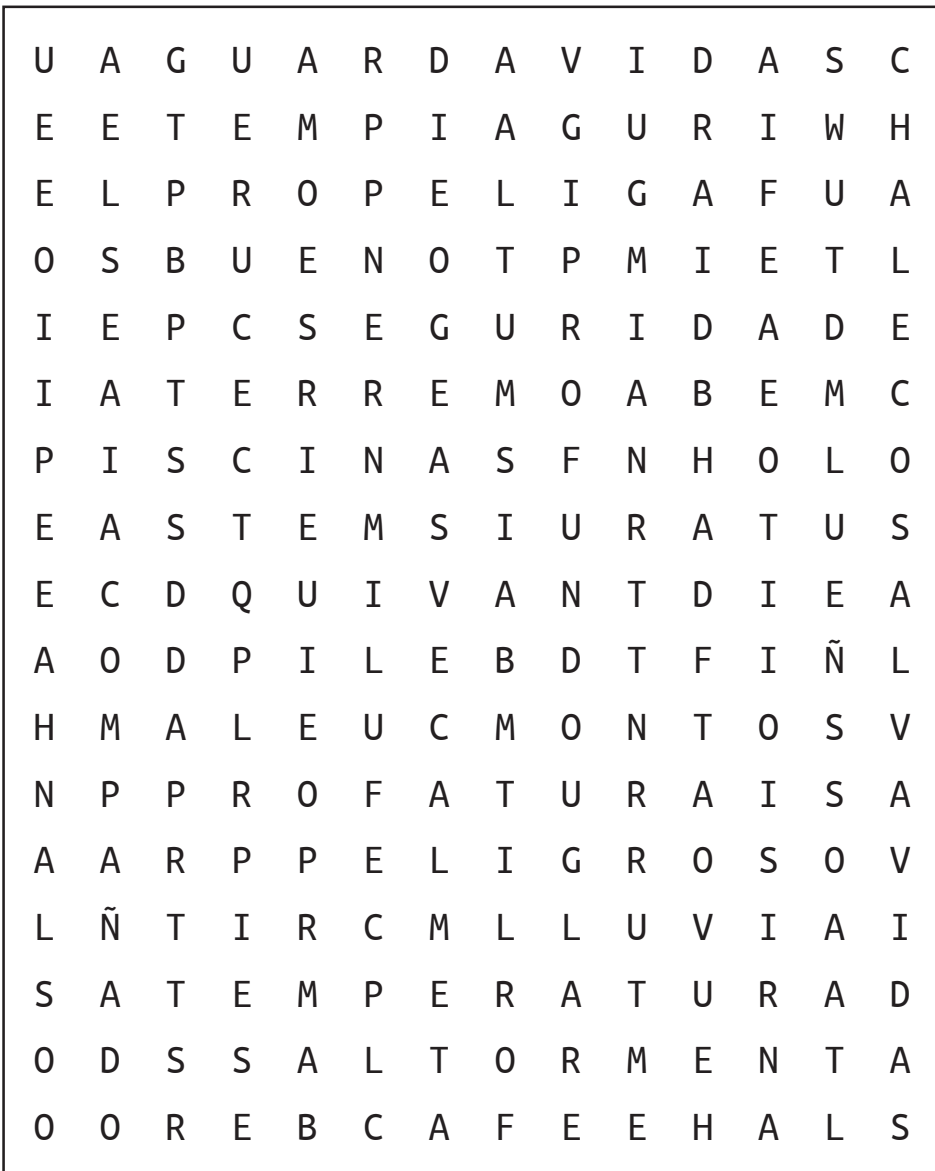 U A G U A R D A V I D A S C
E E T E M P I A G U R I W H
E L P R O P E L I G A F U A
O S B U E N O T P M I E T L
I E P C S E G U R I D A D E
I A T E R R E M O A B E M C
P I S C I N A S F N H O L O
E A S T E M S I U R A T U S
E C D Q U I V A N T D I E A
A O D P I L E B D T F I Ñ L
H M A L E U C M O N T O S V
N P P R O F A T U R A I S A
A A R P P E L I G R O S O V
L Ñ T I R C M L L U V I A I
S A T E M P E R A T U R A D
O D S S A L T O R M E N T A
O O R E B C A F E E H A L S